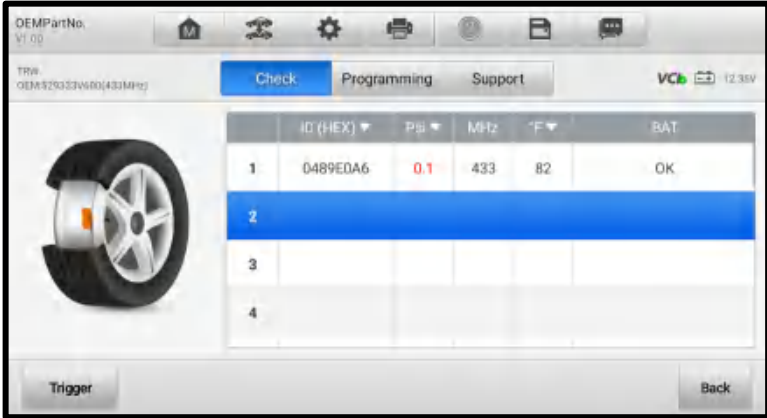 OEMPartNo.
V1.00
M
TRW
Check Programming Support VCI 12.35V
ID (HEX) Psi MHz °F BAT
1 0489E0A6 0.1 433 82 OK
2
3
4
Trigger Back